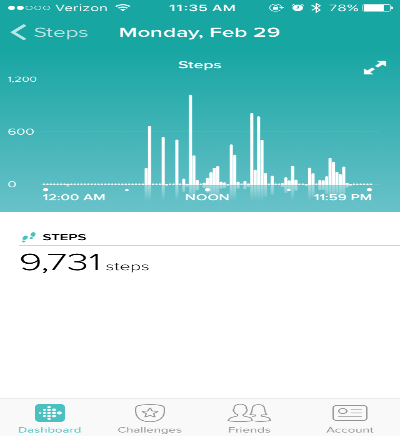 Verizon 11:35 AM 78%
Steps Monday, Feb 29
Steps
1,200
600
0
12:00 AM NOON 11:59 PM
STEPS
9,731 steps
Dashboard Challenges Friends Account